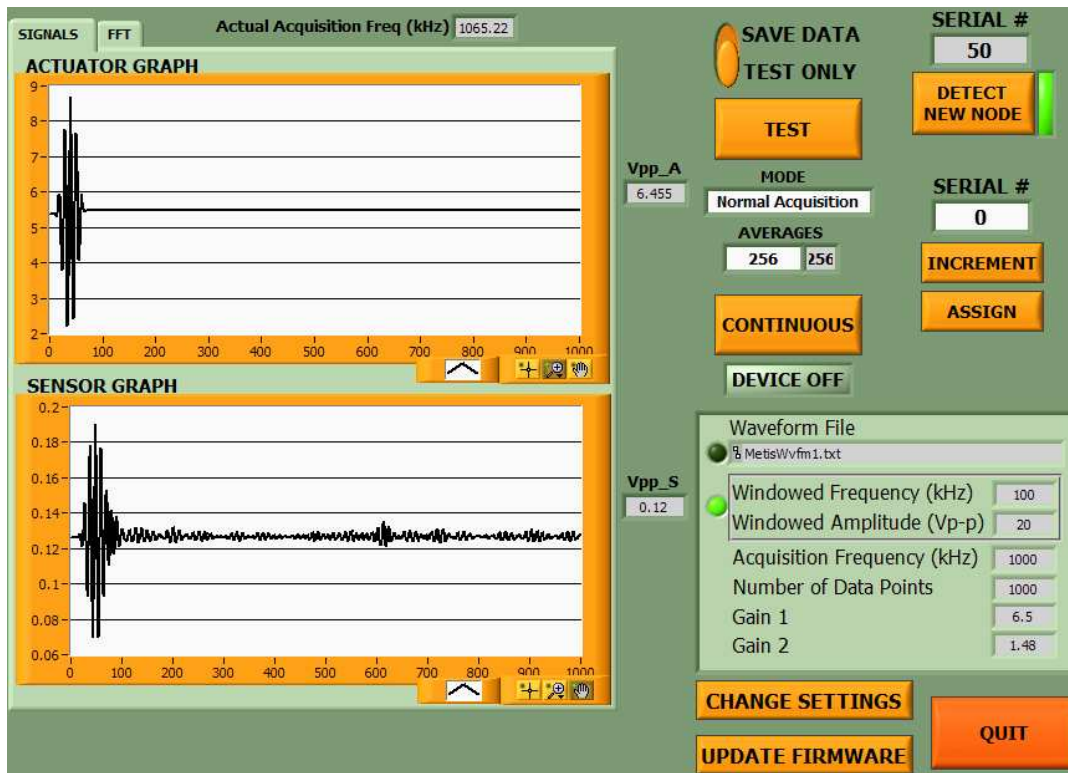 SIGNALS
FFT
Actual Acquisition Freq (kHz) 1065.22
ACTUATOR GRAPH
9
8
7
6
5
4
3
2
0 100 200 300 400 500 600 700 800 900 1000
SENSOR GRAPH
0.2
0.18
0.16
0.14
0.12
0.1
0.08
0.06
0 100 200 300 400 500 600 700 800 900 1000
Vpp_A
6.455
Vpp_S
0.12
SAVE DATA
TEST ONLY
TEST
MODE
Normal Acquisition
AVERAGES
256 256
CONTINUOUS
DEVICE OFF
SERIAL #
50
DETECT
NEW NODE
SERIAL #
0
INCREMENT
ASSIGN
Waveform File
MetisWvfm1.txt
Windowed Frequency (kHz) 100
Windowed Amplitude (Vp-p) 20
Acquisition Frequency (kHz) 1000
Number of Data Points 1000
Gain 1 6.5
Gain 2 1.48
CHANGE SETTINGS
UPDATE FIRMWARE
QUIT